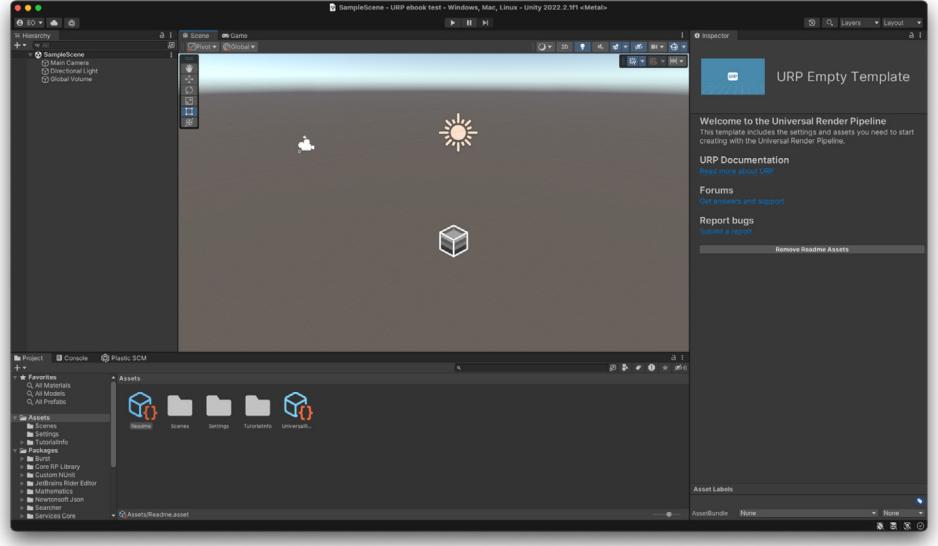 SampleScene - URP ebook test - Windows, Mac, Linux - Unity 2022.2.1f1 <Metal>
EO
Layers
Layout
Hierarchy
All
SampleScene
Main Camera
Directional Light
Global Volume
Scene
Game
Pivot
Global
2D
Inspector
URP
URP Empty Template
Welcome to the Universal Render Pipeline
This template includes the settings and assets you need to start
creating with the Universal Render Pipeline.
URP Documentation
Read more about URP
Forums
Get answers and support
Report bugs
Submit a report
Remove Readme Assets
Project
Console
Plastic SCM
Favorites
All Materials
All Models
All Prefabs
Assets
Scenes
Settings
TutorialInfo
Packages
Burst
Core RP Library
Custom NUnit
JetBrains Rider Editor
Mathematics
Newtonsoft Json
Searcher
Services Core
Assets
Readme
Scenes
Settings
TutorialInfo
UniversalR...
Assets/Readme.asset
Asset Labels
AssetBundle
None
None